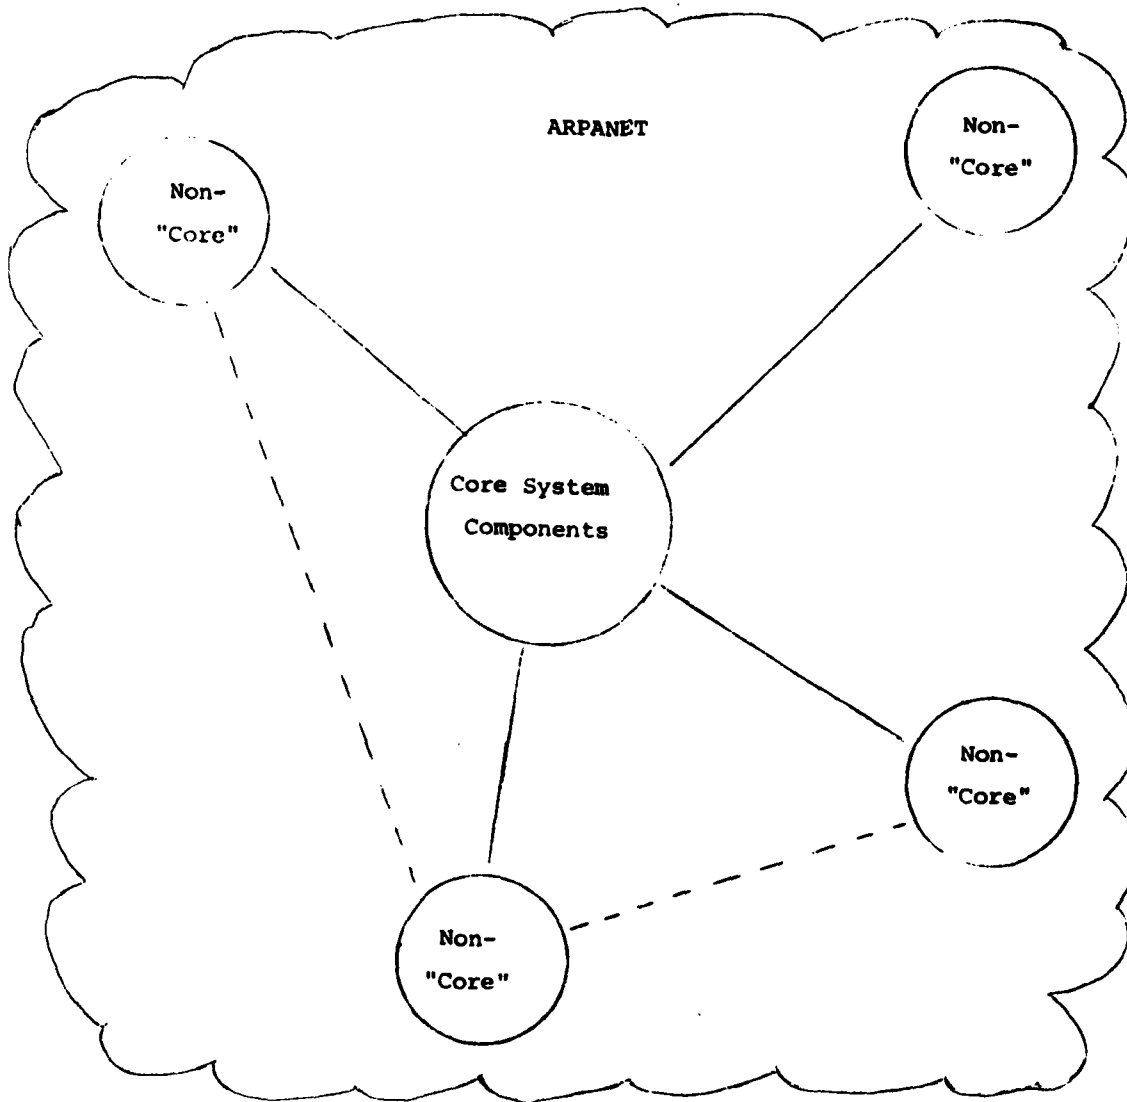 ARPANET
Non-
"Core"
Non-
"Core"
Core System
Components
Non-
"Core"
Non-
"Core"